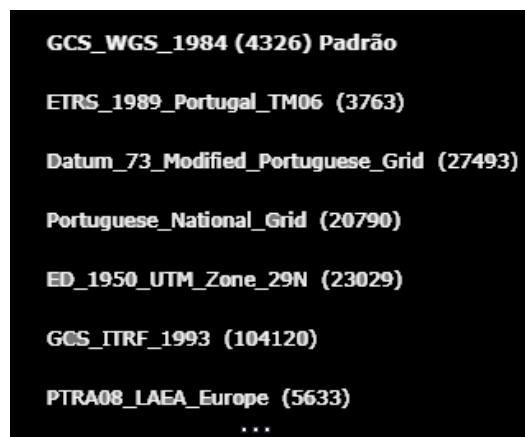 GCS_WGS_1984 (4326) Padrão
ETRS_1989_Portugal_TM06 (3763)
Datum_73_Modified_Portuguese_Grid (27493)
Portuguese_National_Grid (20790)
ED_1950_UTM_Zone_29N (23029)
GCS_ITRF_1993 (104120)
PTRA08_LAEA_Europe (5633)
...